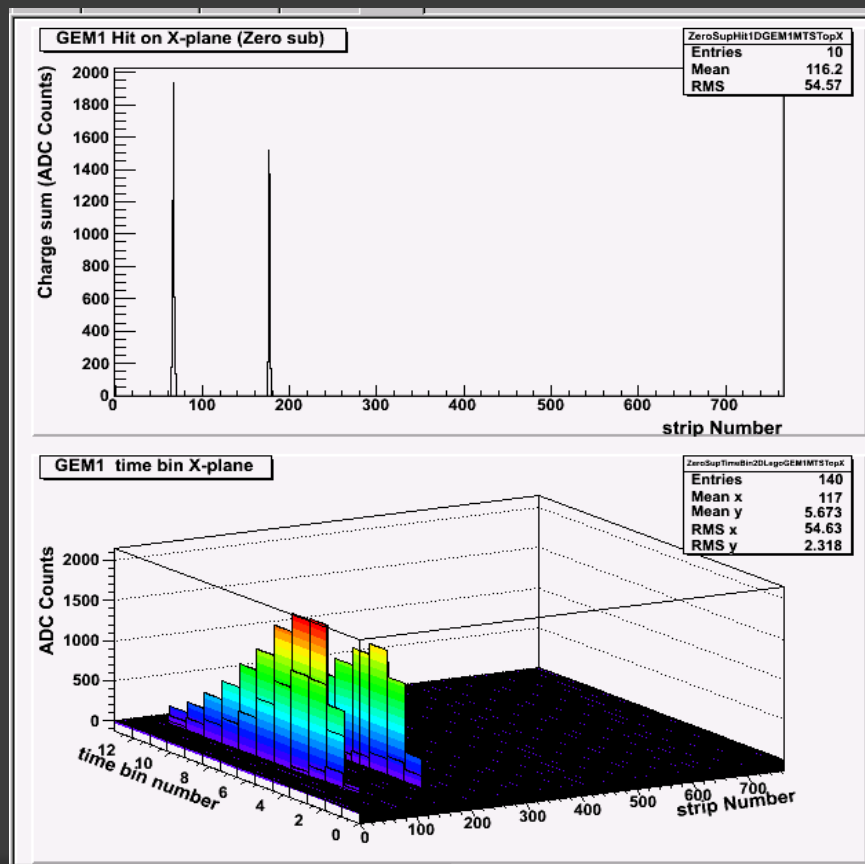 GEM1 Hit on X-plane (Zero sub)
ZeroSupHit1DGEM1MTSTopX
Entries 10
Mean 116.2
RMS 54.57
Charge sum (ADC Counts)
2000
1800
1600
1400
1200
1000
800
600
400
200
0
0 100 200 300 400 500 600 700
strip Number
GEM1 time bin X-plane
ZeroSupTimeBin2DLegoGEM1MTSTopX
Entries 140
Mean x 117
Mean y 5.673
RMS x 54.63
RMS y 2.318
ADC Counts
2000
1500
1000
500
0
12 10 8 6 4 2 0
time bin number
0 100 200 300 400 500 600 700
strip Number